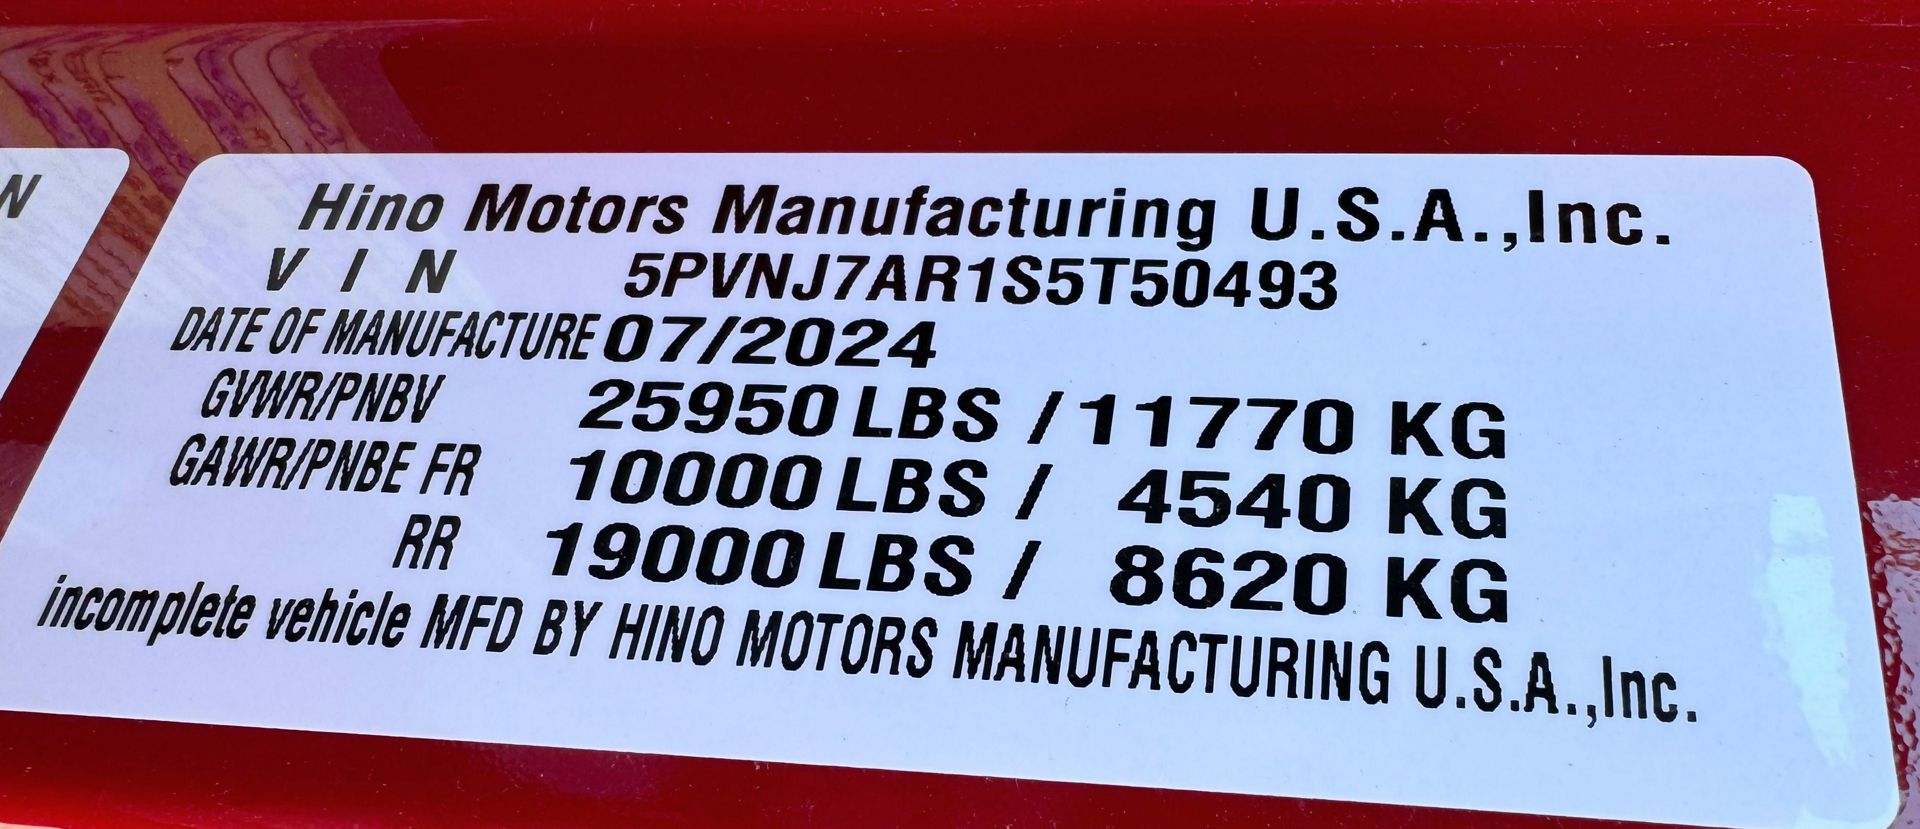 N
Hino Motors Manufacturing U.S.A.,Inc.
V I N 5PVNJ7AR1S5T50493
DATE OF MANUFACTURE 07/2024
GVWR/PNBV 25950 LBS / 11770 KG
GAWR/PNBE FR 10000 LBS / 4540 KG
RR 19000 LBS / 8620 KG
incomplete vehicle MFD BY HINO MOTORS MANUFACTURING U.S.A.,Inc.